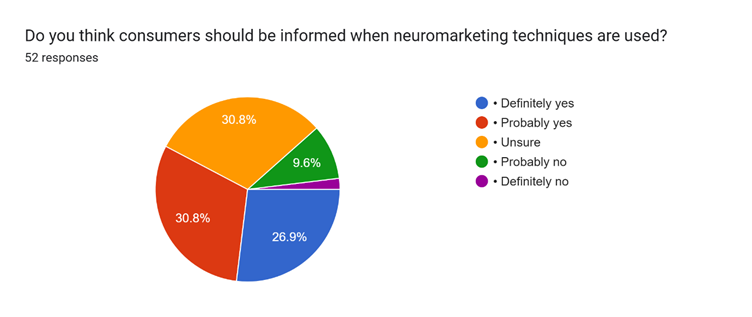 Do you think consumers should be informed when neuromarketing techniques are used?
52 responses
30.8%
9.6%
30.8%
26.9%
• Definitely yes
• Probably yes
• Unsure
• Probably no
• Definitely no